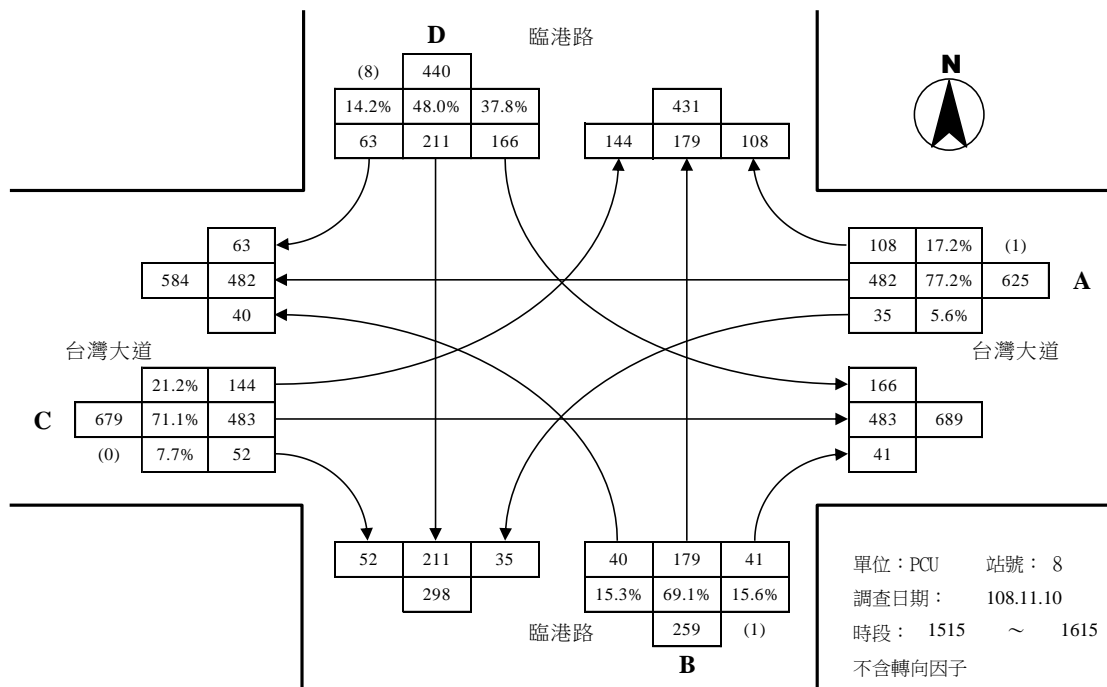 D 臨港路
(8) 440
14.2% 48.0% 37.8%
63 211 166
431
144 179 108
N
63
584 482
40
108 17.2% (1)
482 77.2% 625 A
35 5.6%
台灣大道
台灣大道
21.2% 144
C 679 71.1% 483
(0) 7.7% 52
166
483 689
41
52 211 35
298
40 179 41
15.3% 69.1% 15.6%
臨港路 259 (1)
B
單位:PCU 站號: 8
調查日期: 108.11.10
時段: 1515 ~ 1615
不含轉向因子